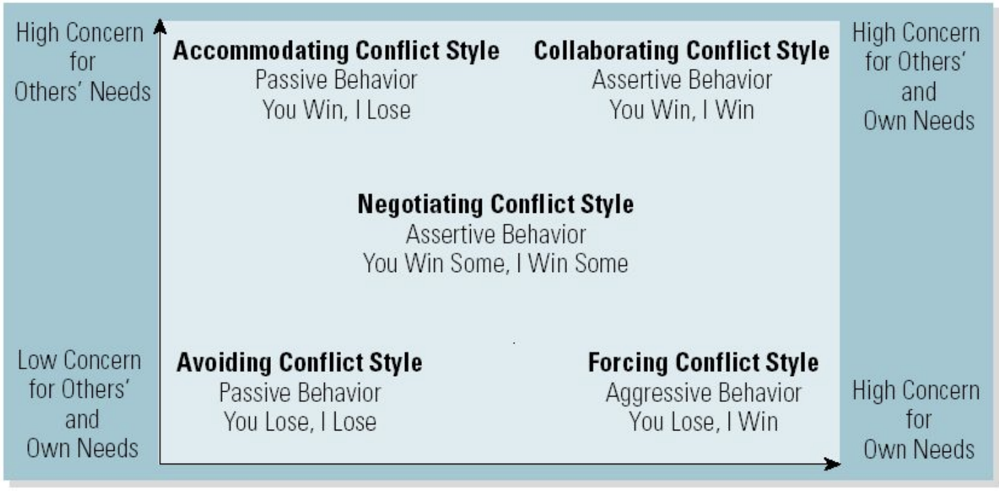 High Concern
for
Others' Needs
Accommodating Conflict Style
Passive Behavior
You Win, I Lose
Collaborating Conflict Style
Assertive Behavior
You Win, I Win
High Concern
for Others'
and
Own Needs
Negotiating Conflict Style
Assertive Behavior
You Win Some, I Win Some
Low Concern
for Others'
and
Own Needs
Avoiding Conflict Style
Passive Behavior
You Lose, I Lose
Forcing Conflict Style
Aggressive Behavior
You Lose, I Win
High Concern
for
Own Needs